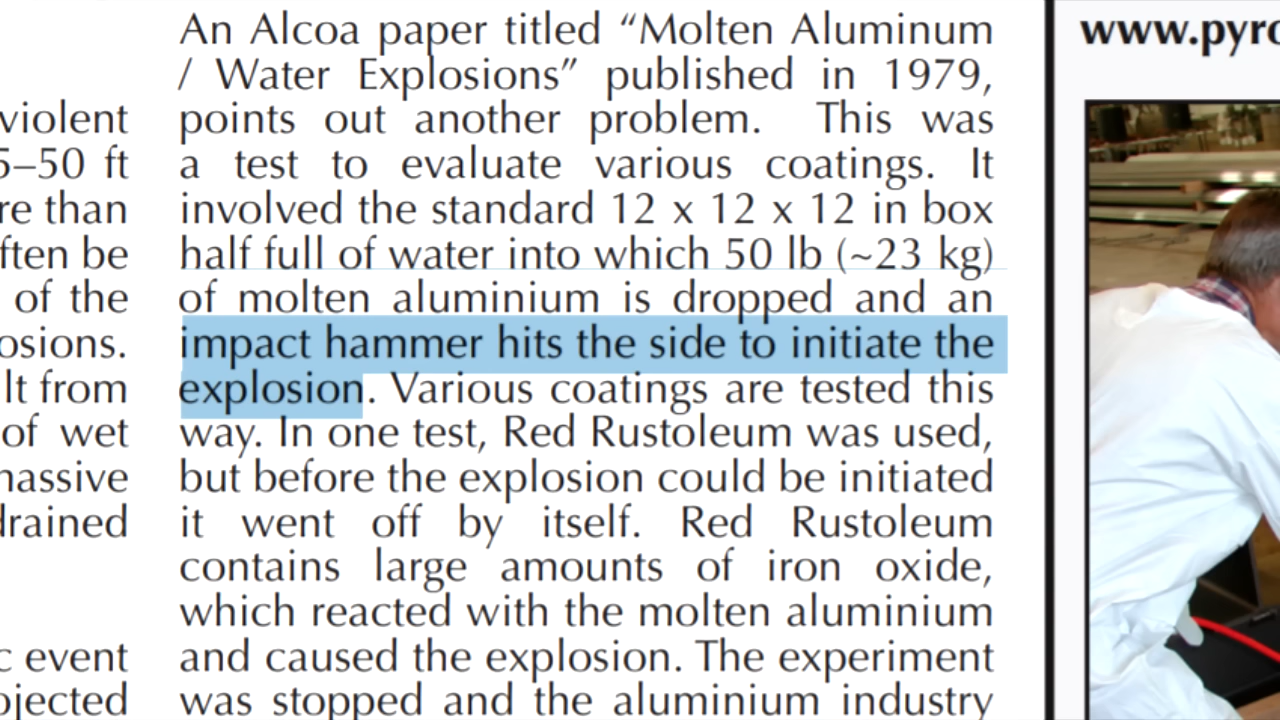 violent
5–50 ft
re than
ften be
of the
osions.
lt from
of wet
massive
drained
c event
ojected
An Alcoa paper titled “Molten Aluminum
/ Water Explosions” published in 1979,
points out another problem. This was
a test to evaluate various coatings. It
involved the standard 12 x 12 x 12 in box
half full of water into which 50 lb (~23 kg)
of molten aluminium is dropped and an
impact hammer hits the side to initiate the
explosion. Various coatings are tested this
way. In one test, Red Rustoleum was used,
but before the explosion could be initiated
it went off by itself. Red Rustoleum
contains large amounts of iron oxide,
which reacted with the molten aluminium
and caused the explosion. The experiment
was stopped and the aluminium industry
www.pyro